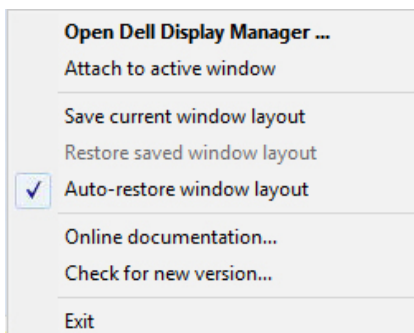 Open Dell Display Manager ...
Attach to active window
Save current window layout
Restore saved window layout
Auto-restore window layout
Online documentation...
Check for new version...
Exit